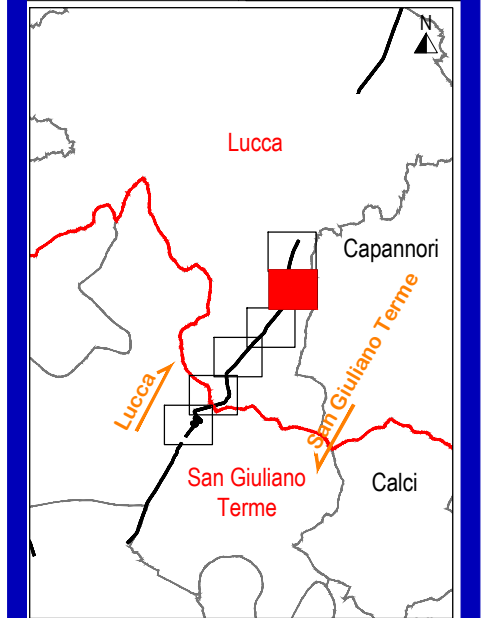 N
Lucca
Capannori
San Giuliano Terme
Lucca
San Giuliano
Terme
Calci